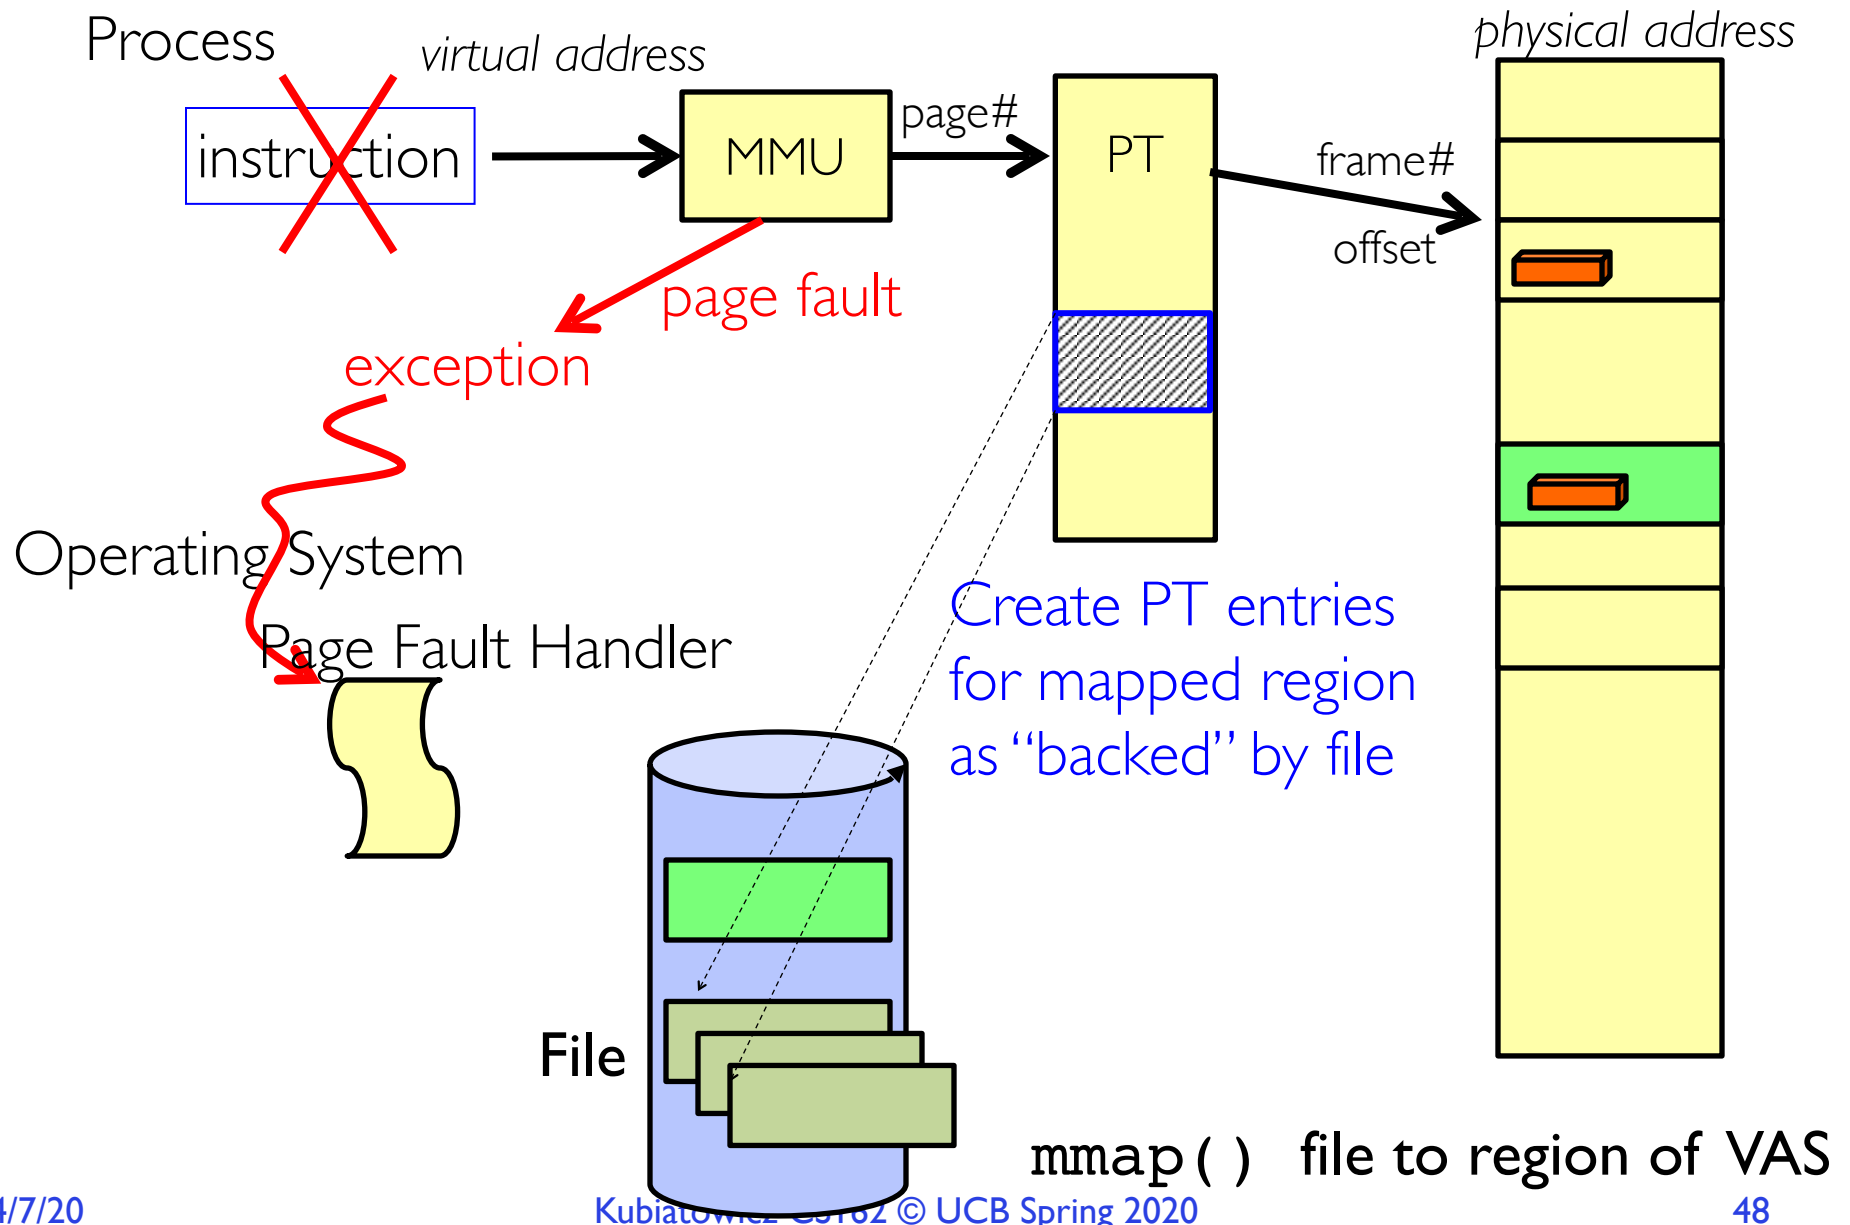 Process
virtual address
physical address
instruction
MMU
page#
PT
frame#
offset
page fault
exception
Operating System
Page Fault Handler
Create PT entries
for mapped region
as “backed” by file
File
mmap() file to region of VAS
4/7/20
Kubiatowicz CS162 © UCB Spring 2020
48